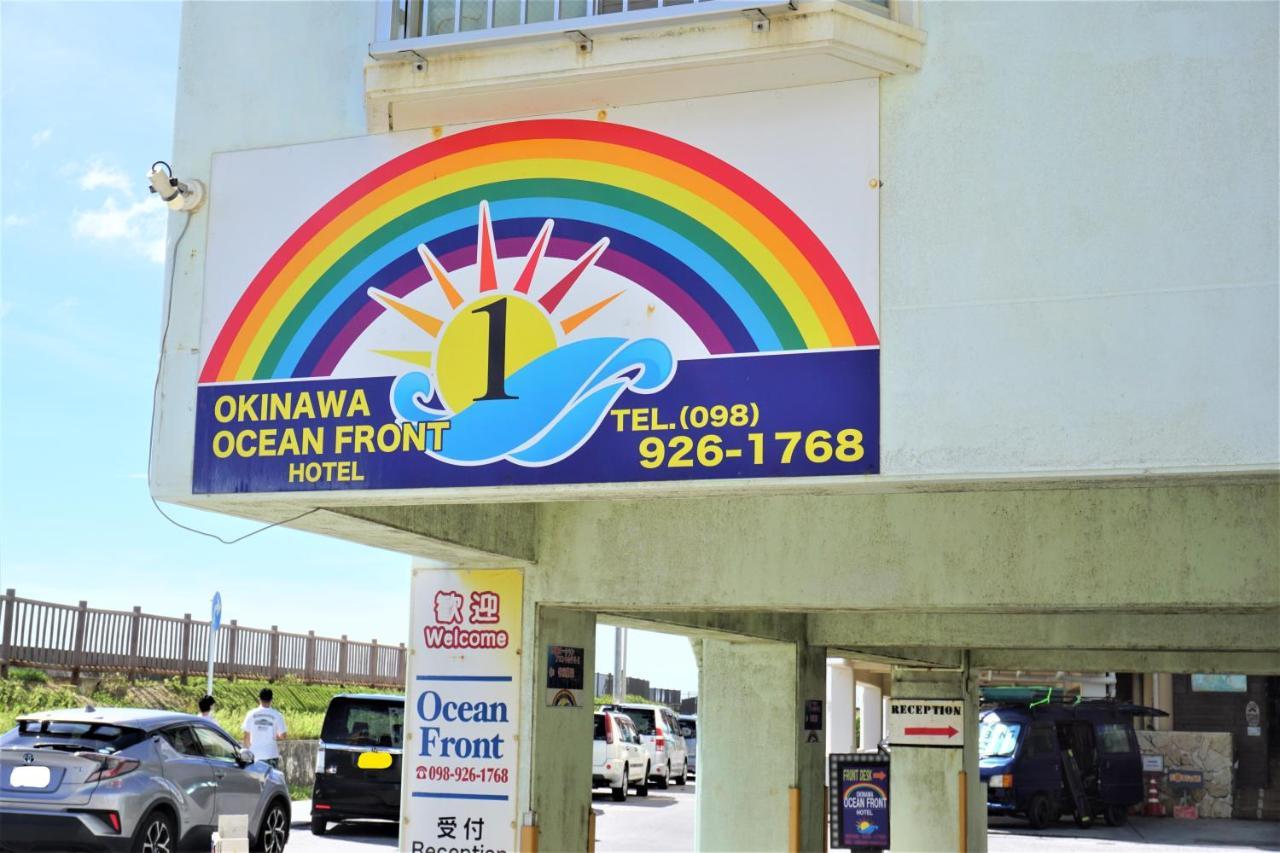 1
OKINAWA
OCEAN FRONT
HOTEL
TEL.(098)
926-1768
歓迎
Welcome
Ocean
Front
☎098-926-1768
受付
Reception
RECEPTION
FRONT DESK
OKINAWA
OCEAN FRONT
HOTEL